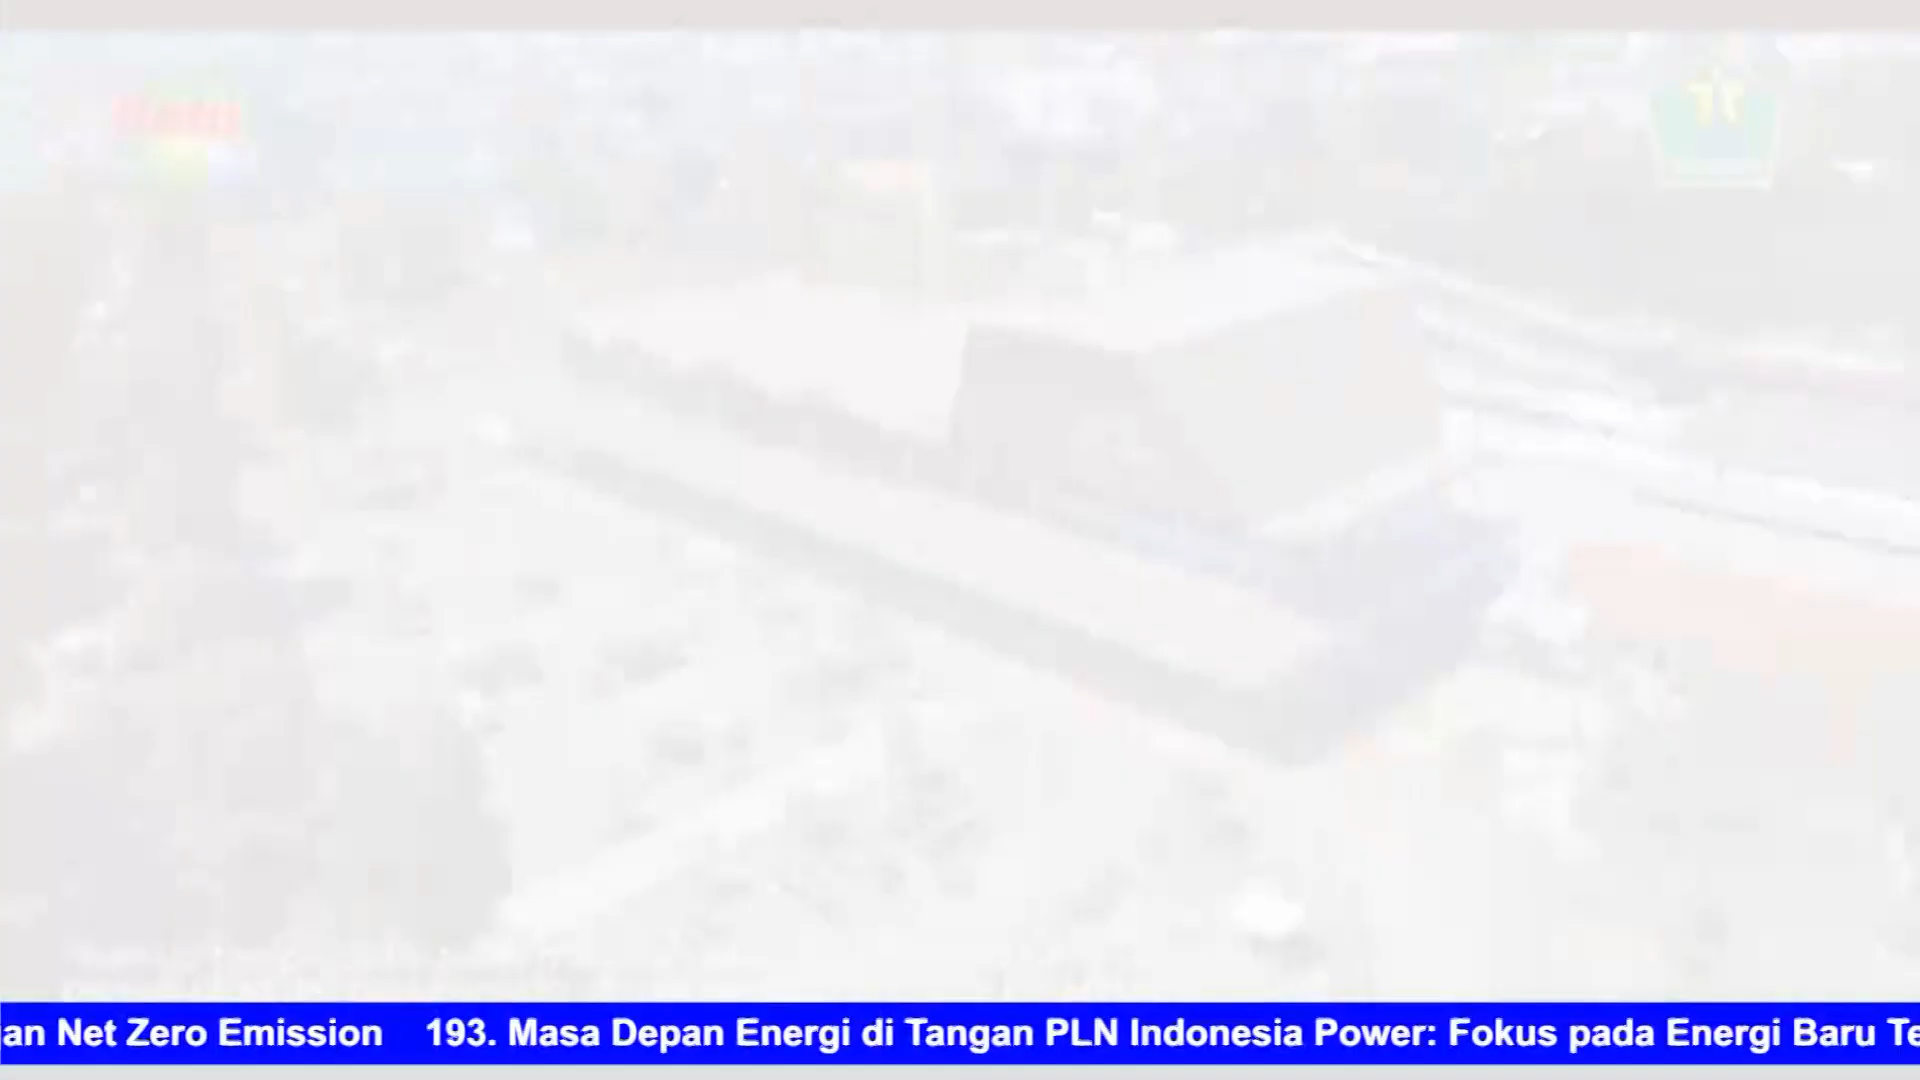 an Net Zero Emission 193. Masa Depan Energi di Tangan PLN Indonesia Power: Fokus pada Energi Baru Te